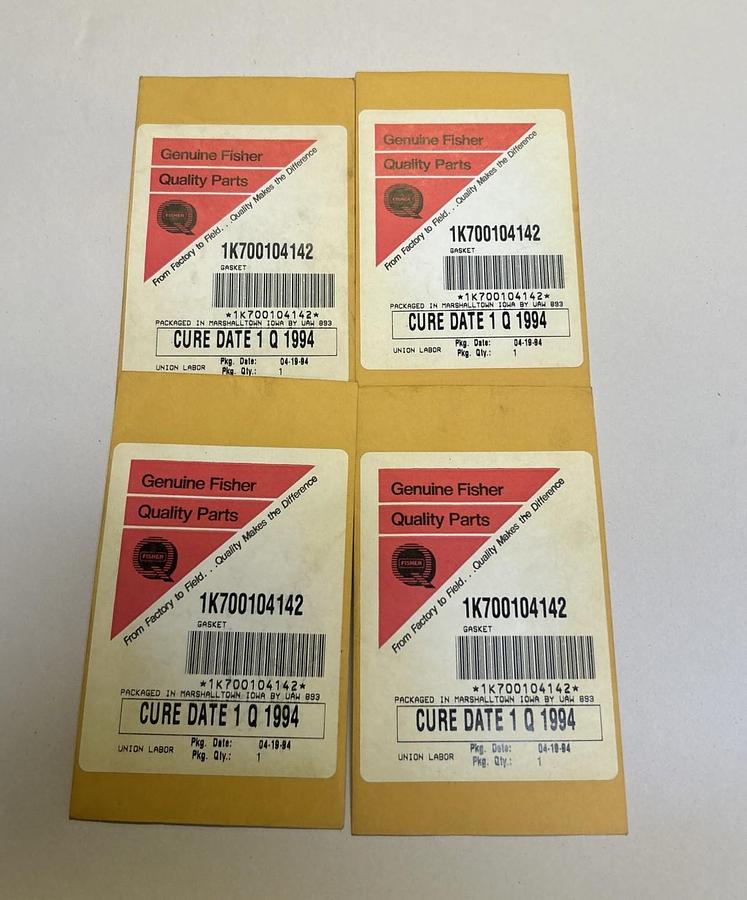 Genuine Fisher
Quality Parts
FISHER
From Factory to Field. . .Quality Makes the Difference
1K700104142
GASKET
*1K700104142*
PACKAGED IN MARSHALLTOWN IOWA BY UAW 893
CURE DATE 1 Q 1994
UNION LABOR
Pkg. Date: 04-19-94
Pkg. Qty.: 1
Genuine Fisher
Quality Parts
FISHER
From Factory to Field. . .Quality Makes the Difference
1K700104142
GASKET
*1K700104142*
PACKAGED IN MARSHALLTOWN IOWA BY UAW 893
CURE DATE 1 Q 1994
UNION LABOR
Pkg. Date: 04-19-94
Pkg. Qty.: 1
Genuine Fisher
Quality Parts
FISHER
From Factory to Field. . .Quality Makes the Difference
1K700104142
GASKET
*1K700104142*
PACKAGED IN MARSHALLTOWN IOWA BY UAW 893
CURE DATE 1 Q 1994
UNION LABOR
Pkg. Date: 04-19-94
Pkg. Qty.: 1
Genuine Fisher
Quality Parts
FISHER
From Factory to Field. . .Quality Makes the Difference
1K700104142
GASKET
*1K700104142*
PACKAGED IN MARSHALLTOWN IOWA BY UAW 893
CURE DATE 1 Q 1994
UNION LABOR
Pkg. Date: 04-19-94
Pkg. Qty.: 1